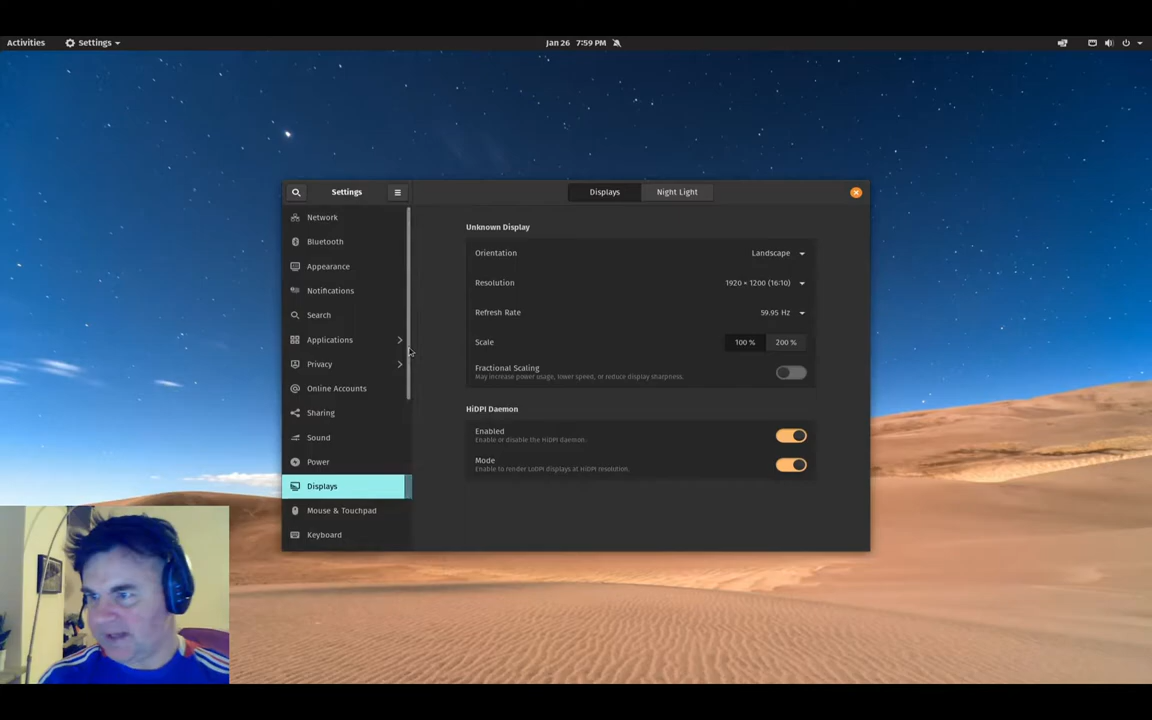 Activities
Settings
Jan 26 7:59 PM
Settings
Displays
Night Light
Network
Bluetooth
Appearance
Notifications
Search
Applications
Privacy
Online Accounts
Sharing
Sound
Power
Displays
Mouse & Touchpad
Keyboard
Unknown Display
Orientation
Landscape
Resolution
1920 × 1200 (16:10)
Refresh Rate
59.95 Hz
Scale
100 %
200 %
Fractional Scaling
May increase power usage, lower speed, or reduce display sharpness.
HiDPI Daemon
Enabled
Enable or disable the HiDPI daemon.
Mode
Enable to render LoDPI displays at HiDPI resolution.